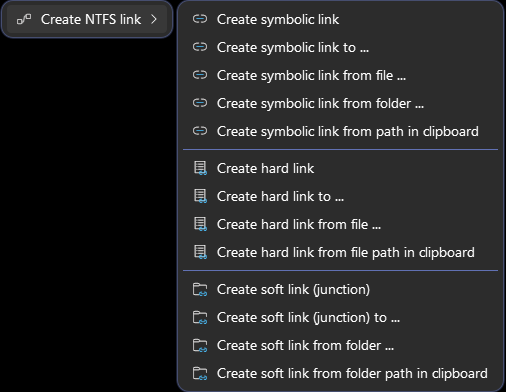 Create NTFS link
Create symbolic link
Create symbolic link to ...
Create symbolic link from file ...
Create symbolic link from folder ...
Create symbolic link from path in clipboard
Create hard link
Create hard link to ...
Create hard link from file ...
Create hard link from file path in clipboard
Create soft link (junction)
Create soft link (junction) to ...
Create soft link from folder ...
Create soft link from folder path in clipboard